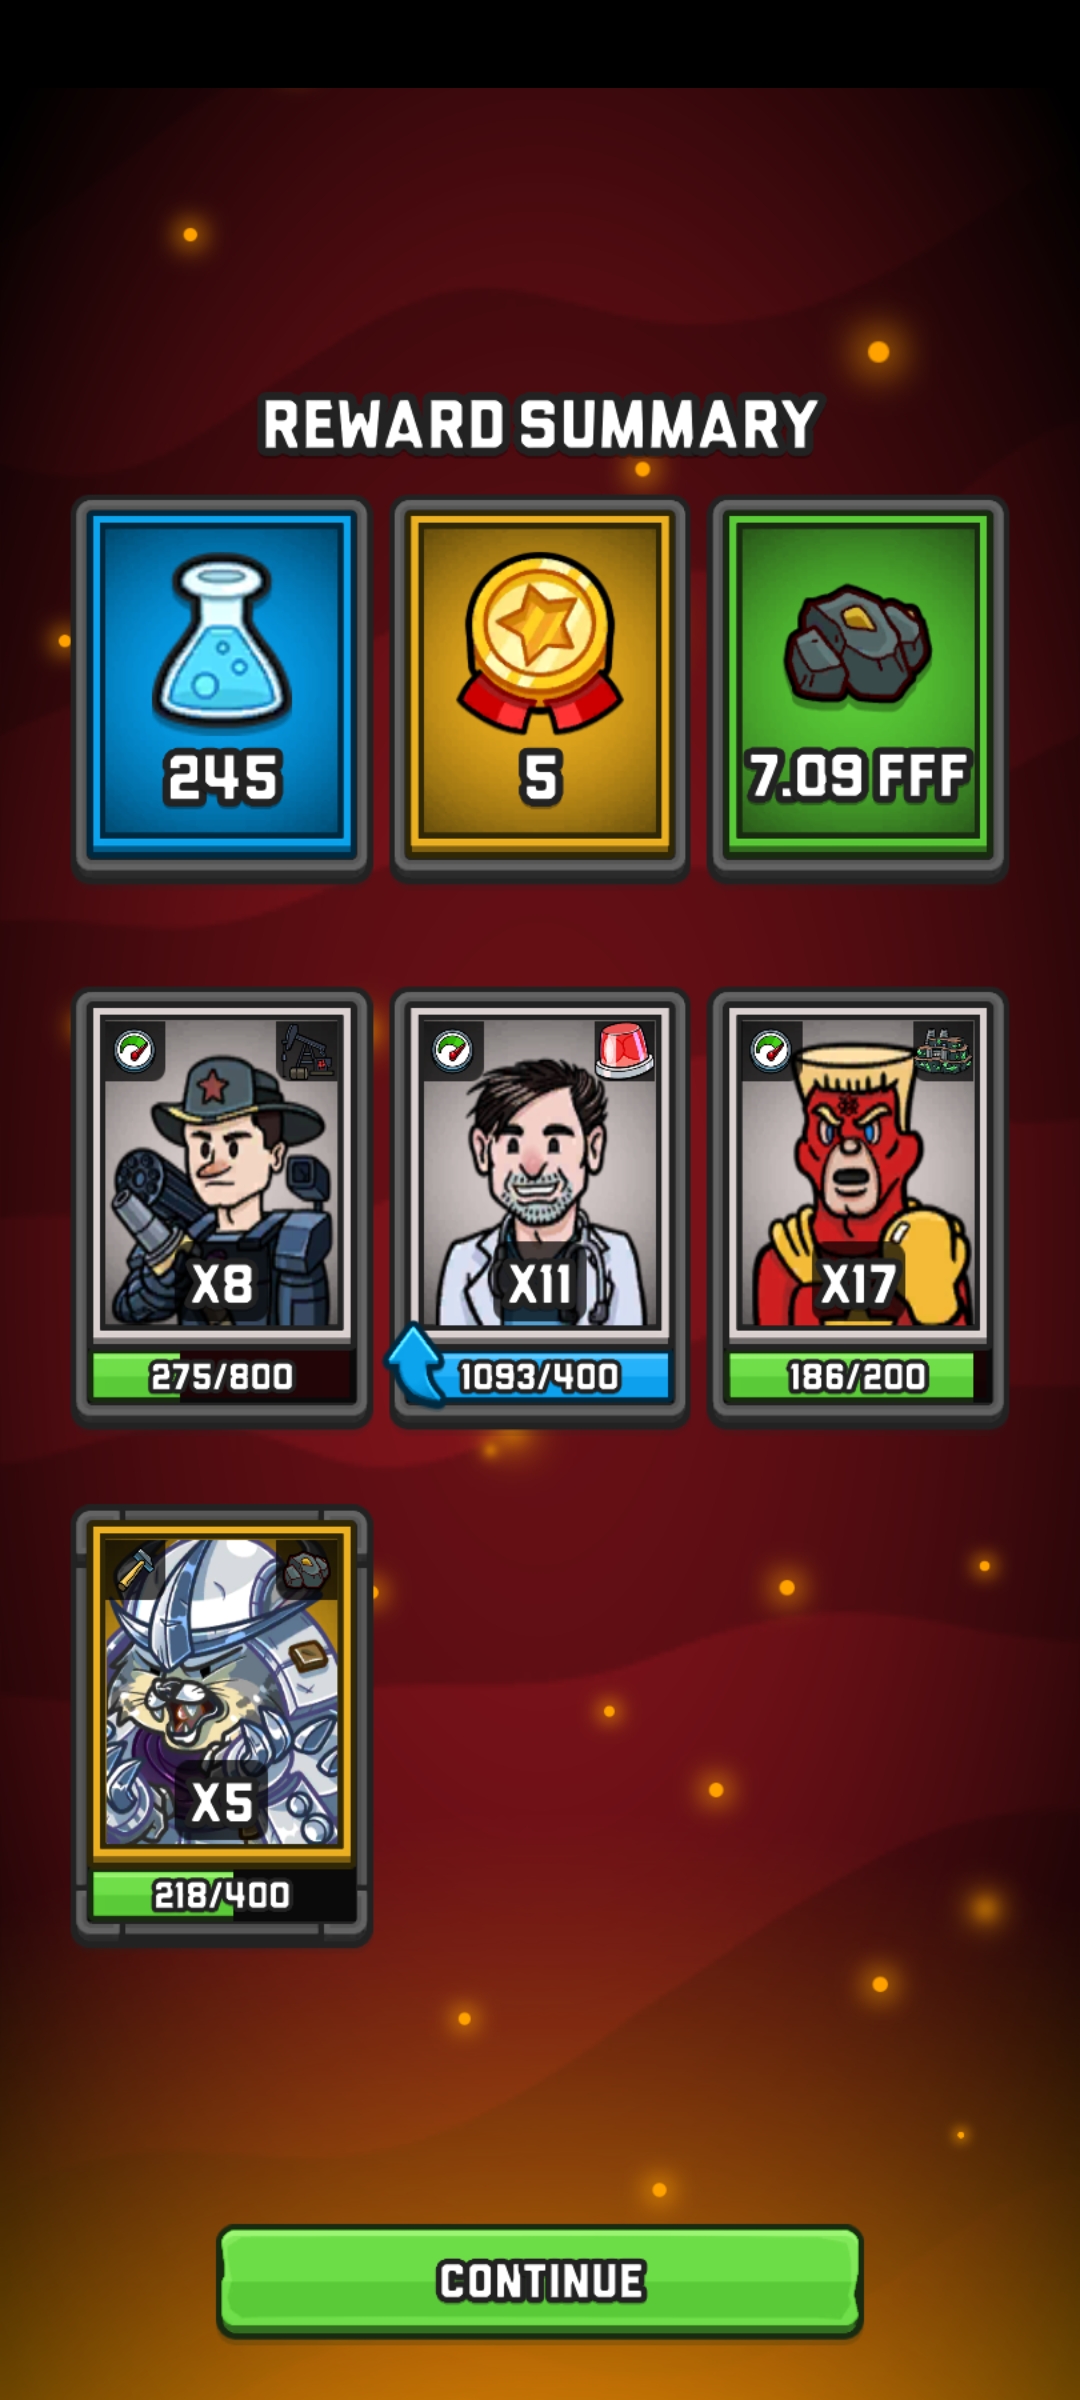 REWARD SUMMARY
245
5
7.09 FFF
X8
X11
X17
275/800
1093/400
186/200
X5
218/400
CONTINUE